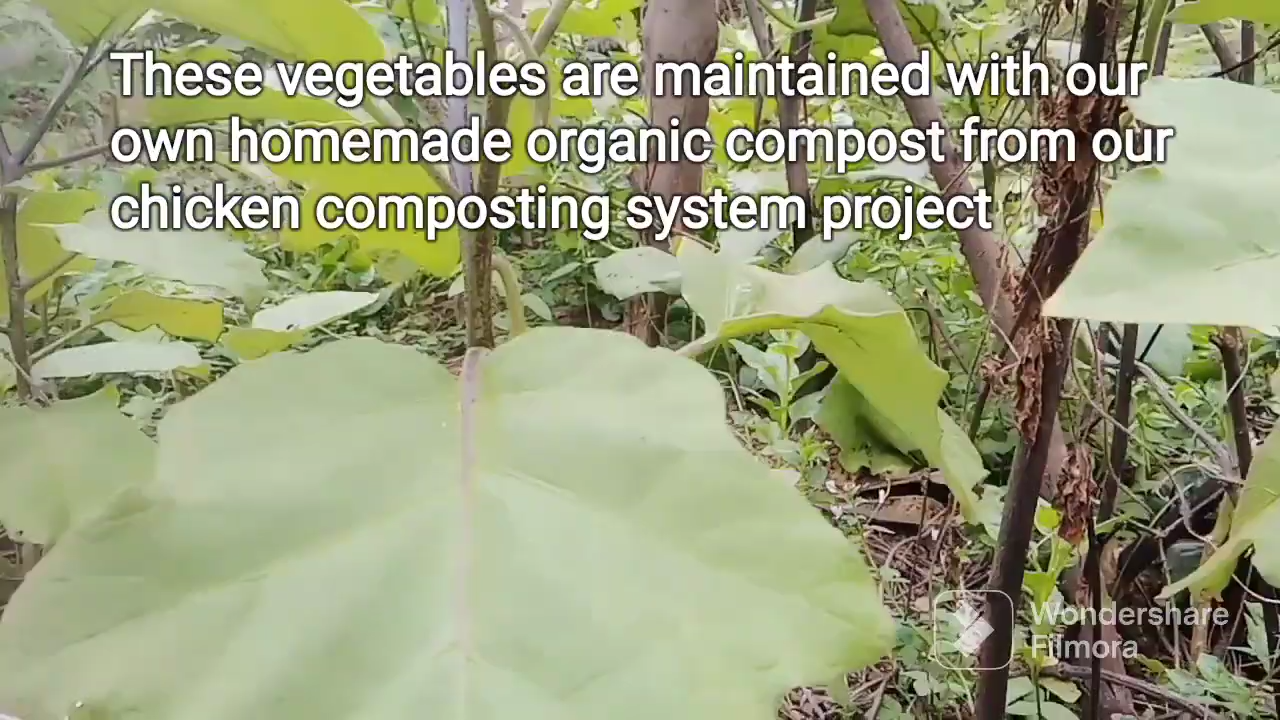 These vegetables are maintained with our
own homemade organic compost from our
chicken composting system project
Wondershare
Filmora